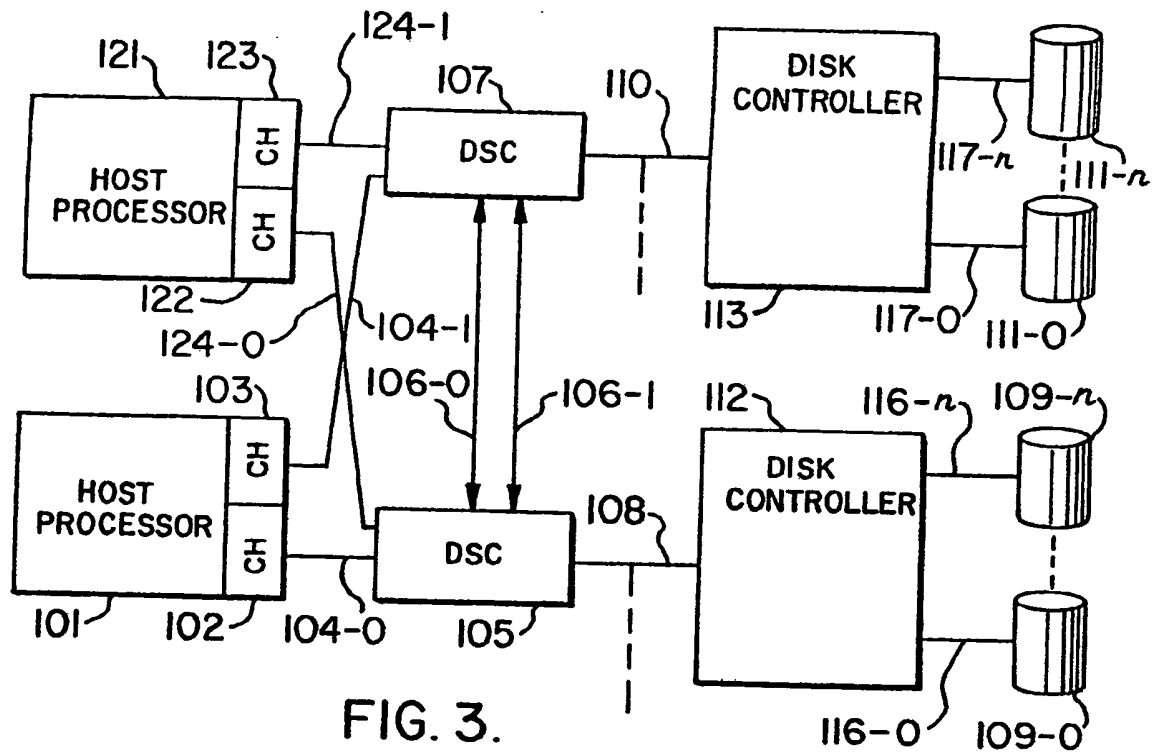 124-1
121
123
107
110
DISK
CONTROLLER
CH
DSC
HOST
PROCESSOR
CH
117-n
111-n
122
124-0
104-1
113
117-0
111-0
103
106-0
106-1
112
116-n
109-n
CH
DISK
CONTROLLER
HOST
PROCESSOR
108
CH
DSC
101
102
104-0
105
116-0
109-0
FIG. 3.